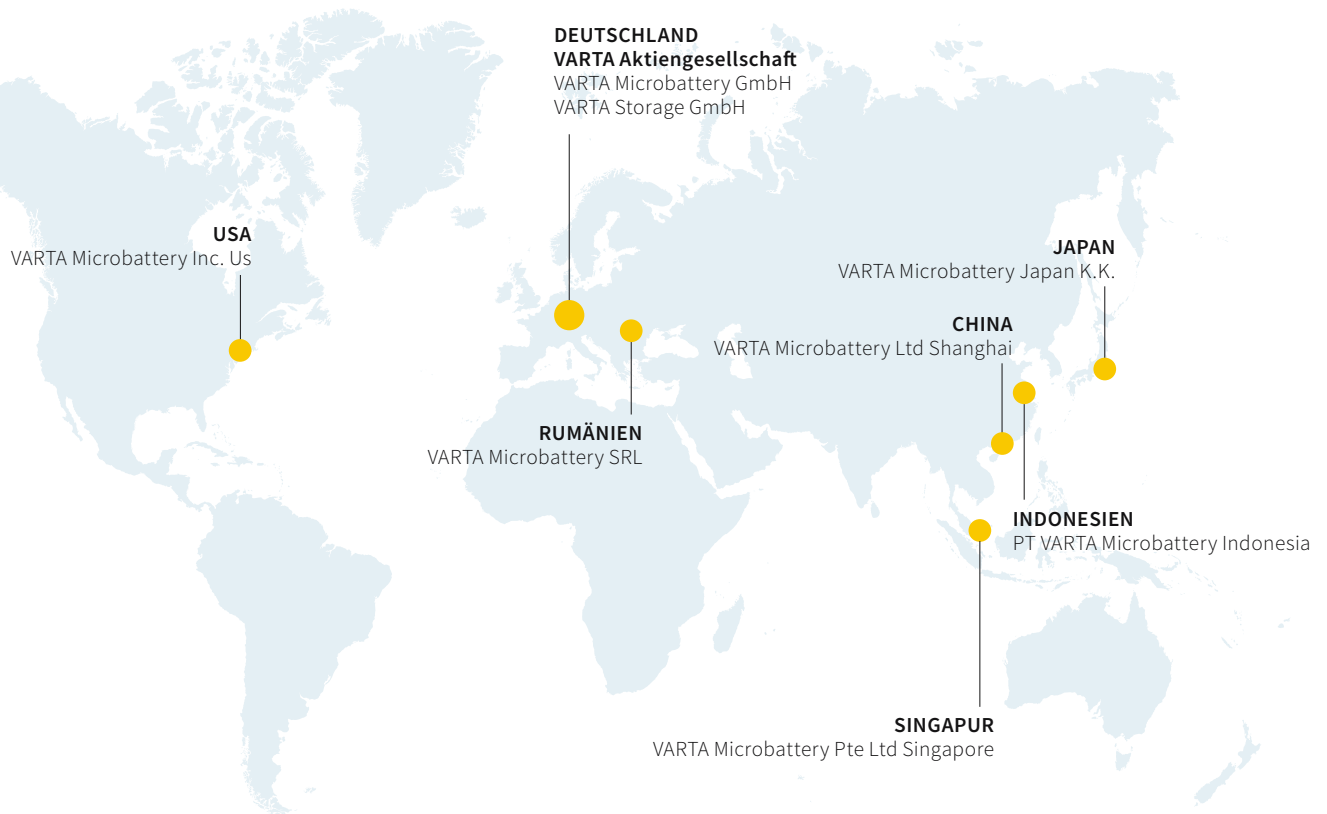 DEUTSCHLAND
VARTA Aktiengesellschaft
VARTA Microbattery GmbH
VARTA Storage GmbH
USA
VARTA Microbattery Inc. Us
JAPAN
VARTA Microbattery Japan K.K.
CHINA
VARTA Microbattery Ltd Shanghai
RUMÄNIEN
VARTA Microbattery SRL
INDONESIEN
PT VARTA Microbattery Indonesia
SINGAPUR
VARTA Microbattery Pte Ltd Singapore